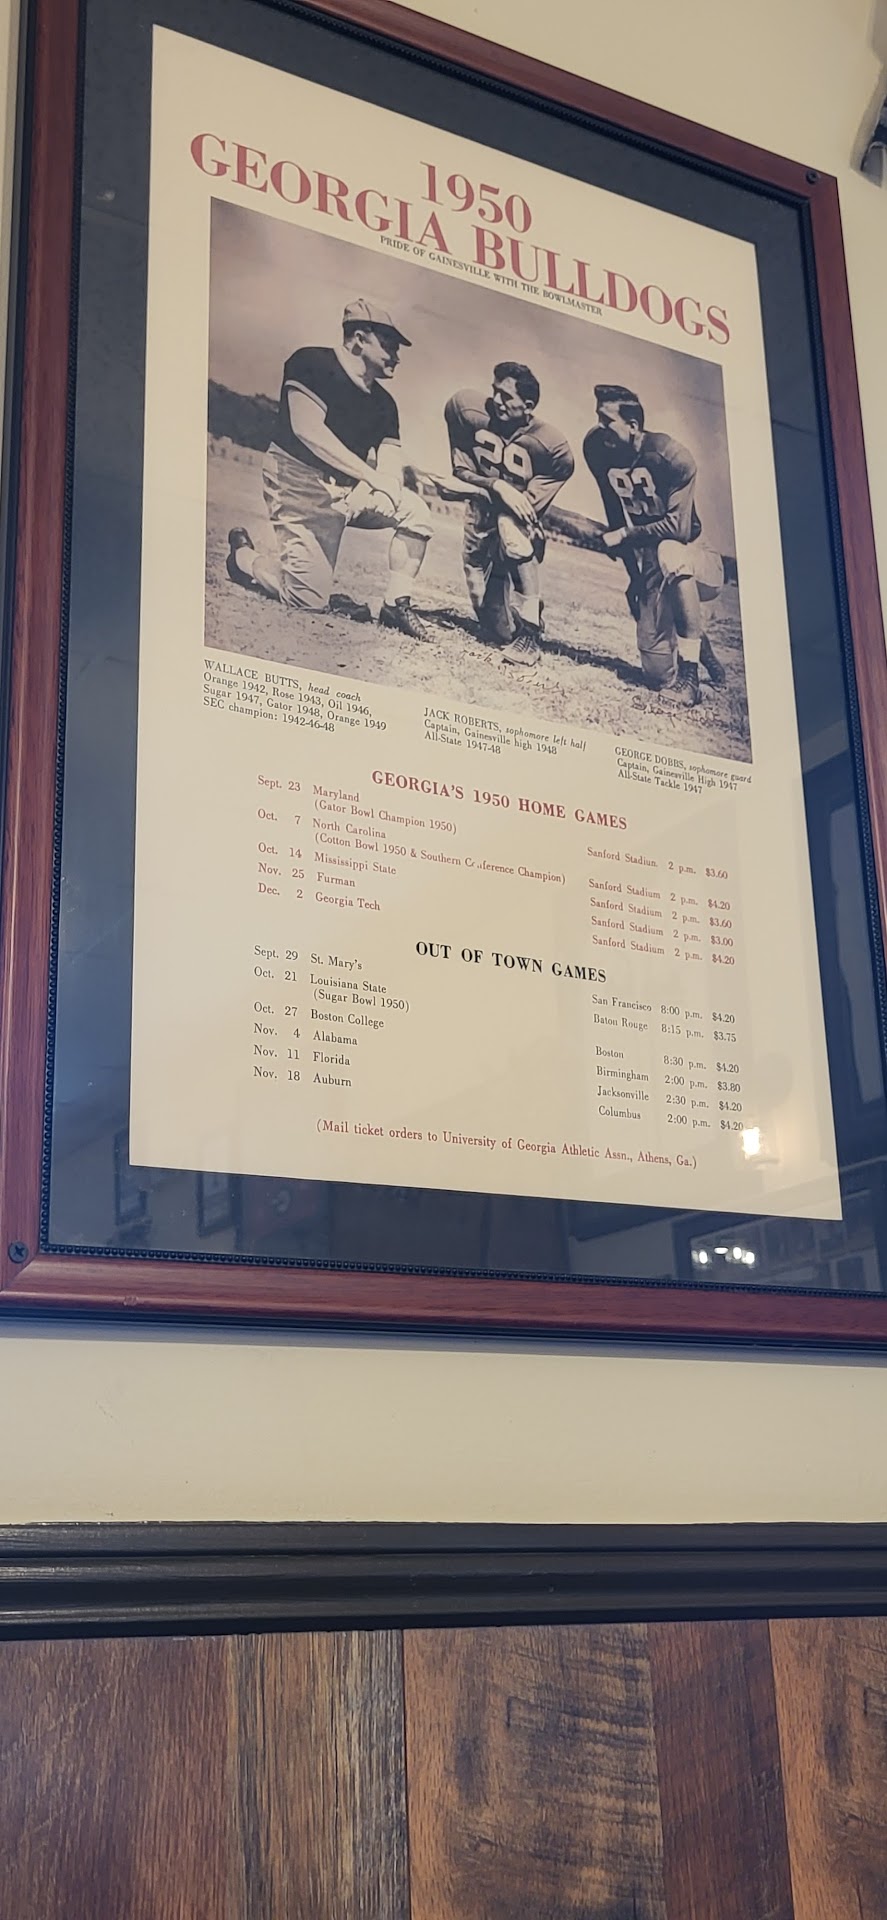 1950
GEORGIA BULLDOGS
PRIDE OF GAINESVILLE WITH THE BOWLMASTER
29
83
WALLACE BUTTS, head coach
Orange 1942, Rose 1943, Oil 1946,
Sugar 1947, Gator 1948, Orange 1949
SEC champion: 1942-46-48
JACK ROBERTS, sophomore left half
Captain, Gainesville high 1948
All-State 1947-48
GEORGE DOBBS, sophomore guard
Captain, Gainesville High 1947
All-State Tackle 1947
GEORGIA'S 1950 HOME GAMES
Sept. 23 Maryland Sanford Stadium 2 p.m. $3.60
(Gator Bowl Champion 1950)
Oct. 7 North Carolina Sanford Stadium 2 p.m. $4.20
(Cotton Bowl 1950 & Southern Conference Champion)
Oct. 14 Mississippi State Sanford Stadium 2 p.m. $3.60
Nov. 25 Furman Sanford Stadium 2 p.m. $3.00
Dec. 2 Georgia Tech Sanford Stadium 2 p.m. $4.20
OUT OF TOWN GAMES
Sept. 29 St. Mary's San Francisco 8:00 p.m. $4.20
Oct. 21 Louisiana State Baton Rouge 8:15 p.m. $3.75
(Sugar Bowl 1950)
Oct. 27 Boston College Boston 8:30 p.m. $4.20
Nov. 4 Alabama Birmingham 2:00 p.m. $3.80
Nov. 11 Florida Jacksonville 2:30 p.m. $4.20
Nov. 18 Auburn Columbus 2:00 p.m. $4.20
(Mail ticket orders to University of Georgia Athletic Assn., Athens, Ga.)